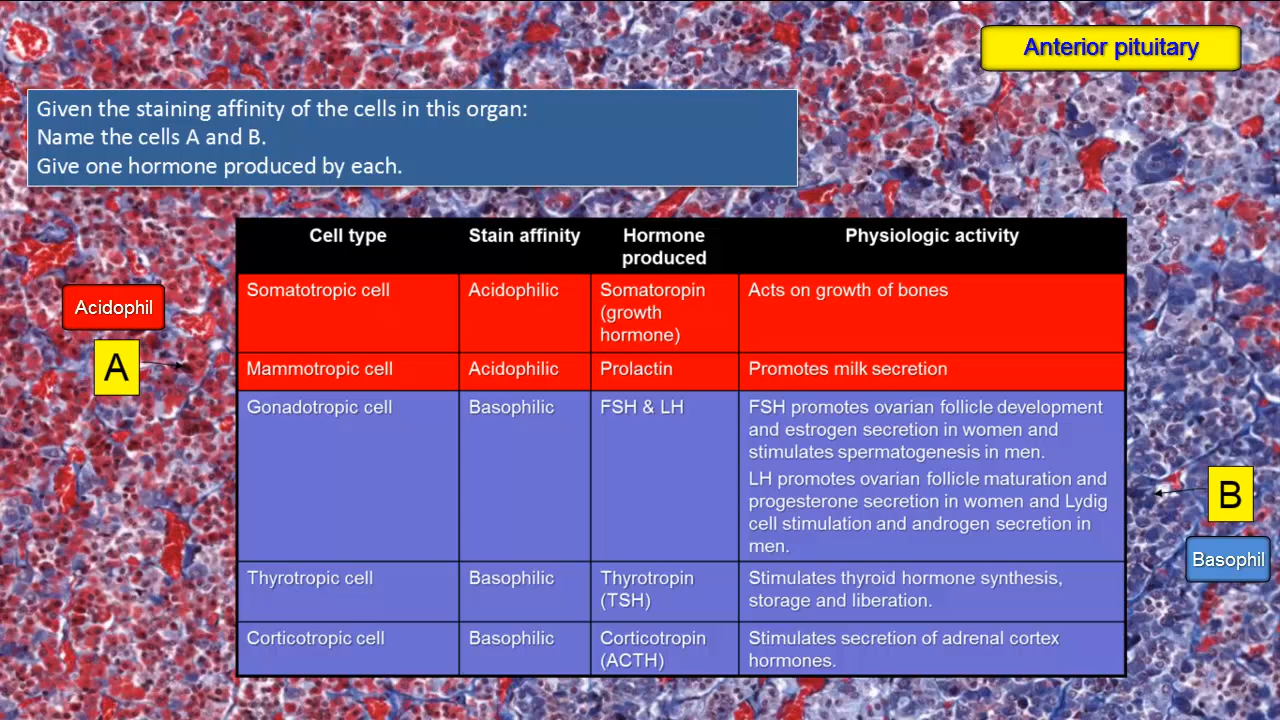 Anterior pituitary
Given the staining affinity of the cells in this organ:
Name the cells A and B.
Give one hormone produced by each.
Cell type Stain affinity Hormone produced Physiologic activity
Somatotropic cell Acidophilic Somatoropin (growth hormone) Acts on growth of bones
Mammotropic cell Acidophilic Prolactin Promotes milk secretion
Gonadotropic cell Basophilic FSH & LH FSH promotes ovarian follicle development
and estrogen secretion in women and
stimulates spermatogenesis in men.
LH promotes ovarian follicle maturation and
progesterone secretion in women and Lydig
cell stimulation and androgen secretion in
men.
Thyrotropic cell Basophilic Thyrotropin (TSH) Stimulates thyroid hormone synthesis,
storage and liberation.
Corticotropic cell Basophilic Corticotropin (ACTH) Stimulates secretion of adrenal cortex
hormones.
Acidophil
A
B
Basophil